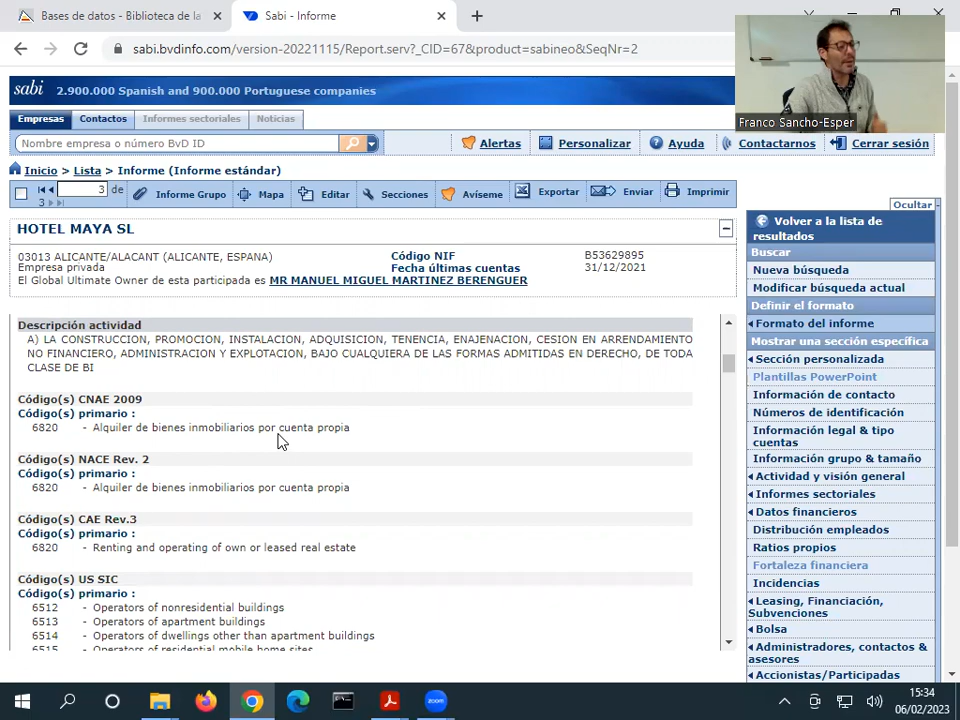 Bases de datos - Biblioteca de la
Sabi - Informe
sabi.bvdinfo.com/version-20221115/Report.serv?_CID=67&product=sabineo&SeqNr=2
Franco Sancho-Esper
sabi 2.900.000 Spanish and 900.000 Portuguese companies
Empresas Contactos Informes sectoriales Noticias
Nombre empresa o número BvD ID
Alertas Personalizar Ayuda Contactarnos Cerrar sesión
Inicio > Lista > Informe (Informe estándar)
3 de
3
Informe Grupo Mapa Editar Secciones Avíseme Exportar Enviar Imprimir
Ocultar
HOTEL MAYA SL
03013 ALICANTE/ALACANT (ALICANTE, ESPANA) Código NIF B53629895
Empresa privada Fecha últimas cuentas 31/12/2021
El Global Ultimate Owner de esta participada es MR MANUEL MIGUEL MARTINEZ BERENGUER
Descripción actividad
A) LA CONSTRUCCION, PROMOCION, INSTALACION, ADQUISICION, TENENCIA, ENAJENACION, CESION EN ARRENDAMIENTO
NO FINANCIERO, ADMINISTRACION Y EXPLOTACION, BAJO CUALQUIERA DE LAS FORMAS ADMITIDAS EN DERECHO, DE TODA
CLASE DE BI
Código(s) CNAE 2009
Código(s) primario :
6820 - Alquiler de bienes inmobiliarios por cuenta propia
Código(s) NACE Rev. 2
Código(s) primario :
6820 - Alquiler de bienes inmobiliarios por cuenta propia
Código(s) CAE Rev.3
Código(s) primario :
6820 - Renting and operating of own or leased real estate
Código(s) US SIC
Código(s) primario :
6512 - Operators of nonresidential buildings
6513 - Operators of apartment buildings
6514 - Operators of dwellings other than apartment buildings
6515 - Operators of residential mobile home sites
Volver a la lista de
resultados
Buscar
Nueva búsqueda
Modificar búsqueda actual
Definir el formato
Formato del informe
Mostrar una sección específica
Sección personalizada
Plantillas PowerPoint
Información de contacto
Números de identificación
Información legal & tipo
cuentas
Información grupo & tamaño
Actividad y visión general
Informes sectoriales
Datos financieros
Distribución empleados
Ratios propios
Fortaleza financiera
Incidencias
Leasing, Financiación,
Subvenciones
Bolsa
Administradores, contactos &
asesores
Accionistas/Participadas
zoom
15:34
06/02/2023